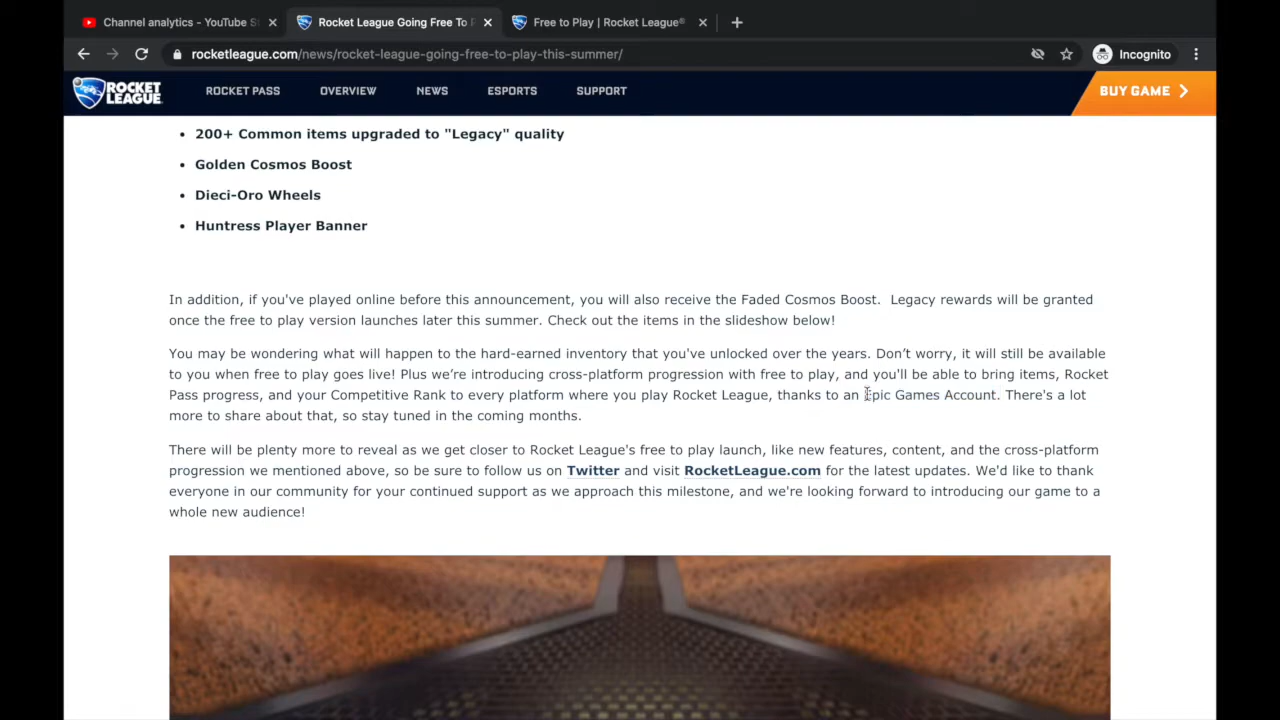 Channel analytics - YouTube S
Rocket League Going Free To
Free to Play | Rocket League®
rocketleague.com/news/rocket-league-going-free-to-play-this-summer/
Incognito
ROCKET LEAGUE
ROCKET PASS
OVERVIEW
NEWS
ESPORTS
SUPPORT
BUY GAME
• 200+ Common items upgraded to "Legacy" quality
• Golden Cosmos Boost
• Dieci-Oro Wheels
• Huntress Player Banner
In addition, if you've played online before this announcement, you will also receive the Faded Cosmos Boost.  Legacy rewards will be granted
once the free to play version launches later this summer. Check out the items in the slideshow below!
You may be wondering what will happen to the hard-earned inventory that you've unlocked over the years. Don’t worry, it will still be available
to you when free to play goes live! Plus we’re introducing cross-platform progression with free to play, and you'll be able to bring items, Rocket
Pass progress, and your Competitive Rank to every platform where you play Rocket League, thanks to an Epic Games Account. There's a lot
more to share about that, so stay tuned in the coming months.
There will be plenty more to reveal as we get closer to Rocket League's free to play launch, like new features, content, and the cross-platform
progression we mentioned above, so be sure to follow us on Twitter and visit RocketLeague.com for the latest updates. We'd like to thank
everyone in our community for your continued support as we approach this milestone, and we're looking forward to introducing our game to a
whole new audience!